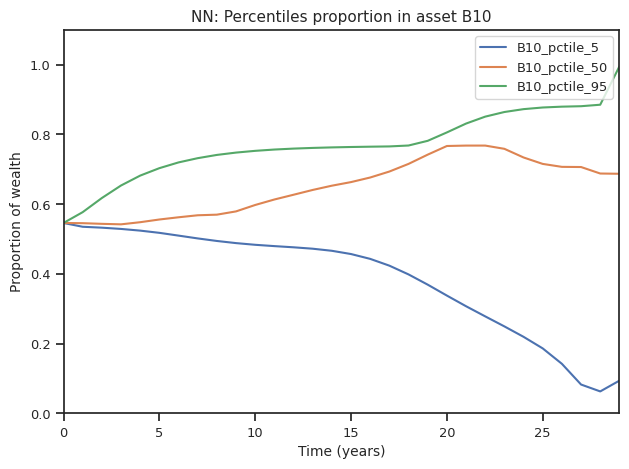 NN: Percentiles proportion in asset B10
B10_pctile_5
B10_pctile_50
B10_pctile_95
Proportion of wealth
1.0
0.8
0.6
0.4
0.2
0.0
0 5 10 15 20 25
Time (years)